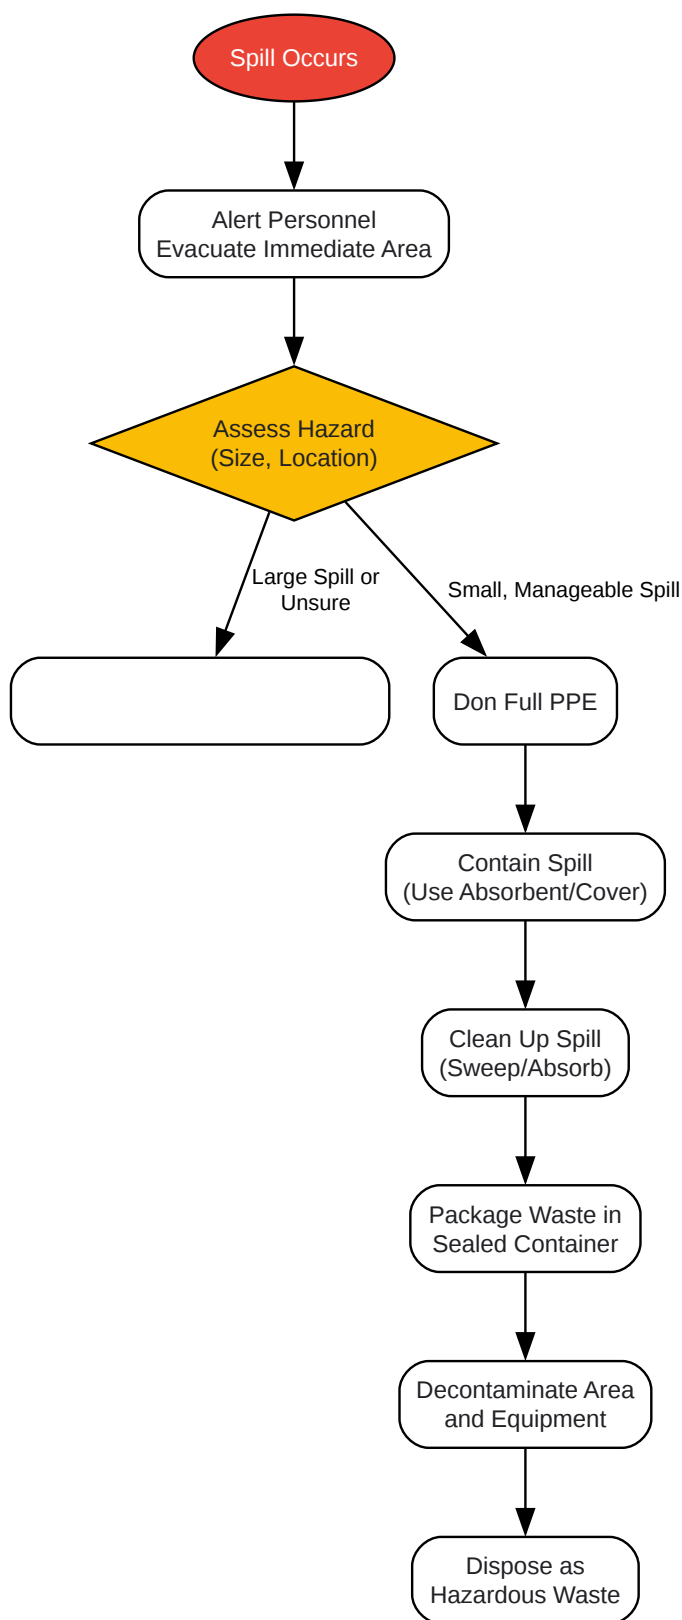 Spill Occurs
Alert Personnel
Evacuate Immediate Area
Assess Hazard
(Size, Location)
Large Spill or
Unsure
Small, Manageable Spill
Don Full PPE
Contain Spill
(Use Absorbent/Cover)
Clean Up Spill
(Sweep/Absorb)
Package Waste in
Sealed Container
Decontaminate Area
and Equipment
Dispose as
Hazardous Waste